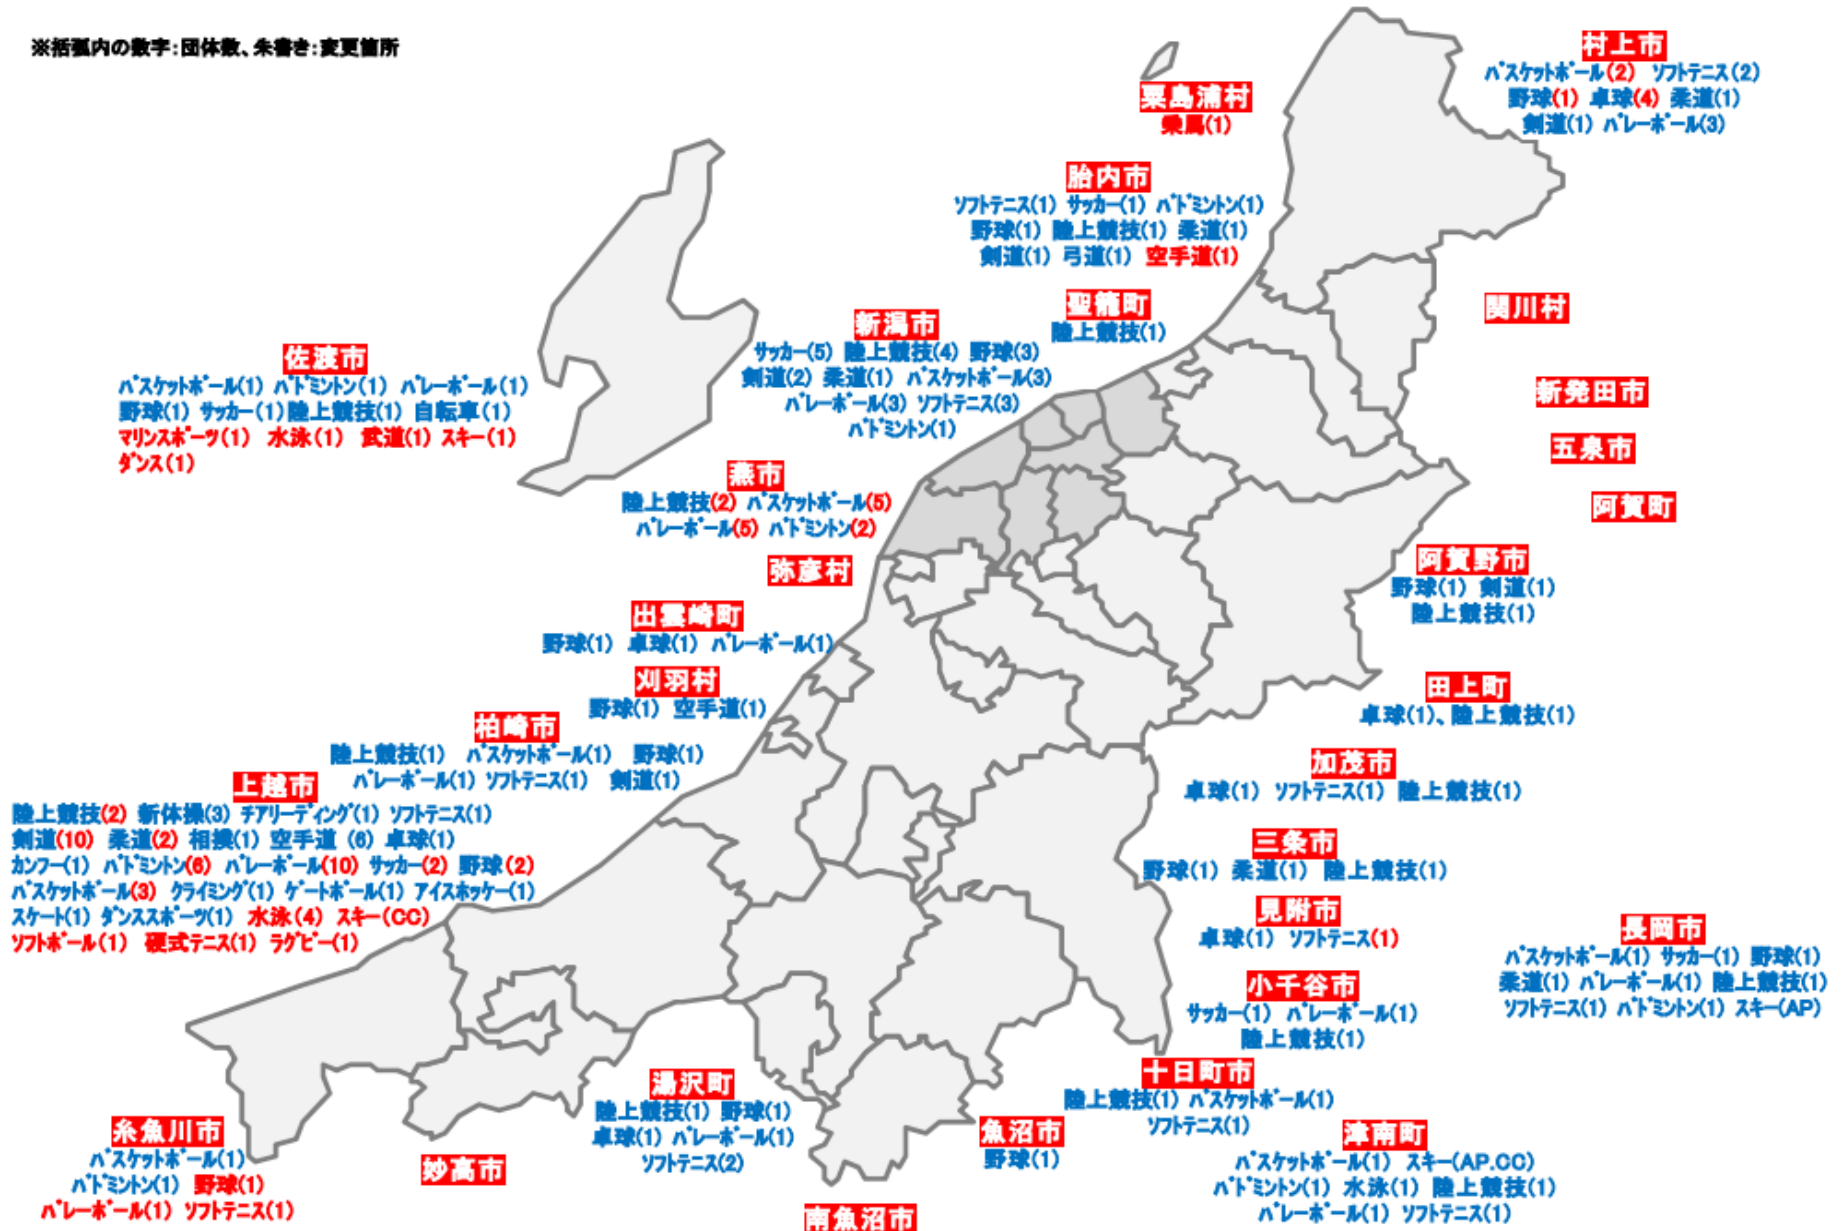 ※括弧内の数字:団体数、朱書き:変更箇所
村上市
バスケットボール(2) ソフトテニス(2)
野球(1) 卓球(4) 柔道(1)
剣道(1) バレーボール(3)
粟島浦村
乗馬(1)
胎内市
ソフトテニス(1) サッカー(1) バドミントン(1)
野球(1) 陸上競技(1) 柔道(1)
剣道(1) 弓道(1) 空手道(1)
聖籠町
陸上競技(1)
関川村
新発田市
五泉市
阿賀町
新潟市
サッカー(5) 陸上競技(4) 野球(3)
剣道(2) 柔道(1) バスケットボール(3)
バレーボール(3) ソフトテニス(3)
バドミントン(1)
佐渡市
バスケットボール(1) バドミントン(1) バレーボール(1)
野球(1) サッカー(1) 陸上競技(1) 自転車(1)
マリンスポーツ(1) 水泳(1) 武道(1) スキー(1)
ダンス(1)
燕市
陸上競技(2) バスケットボール(5)
バレーボール(5) バドミントン(2)
弥彦村
阿賀野市
野球(1) 剣道(1)
陸上競技(1)
出雲崎町
野球(1) 卓球(1) バレーボール(1)
刈羽村
野球(1) 空手道(1)
田上町
卓球(1)、陸上競技(1)
柏崎市
陸上競技(1) バスケットボール(1) 野球(1)
バレーボール(1) ソフトテニス(1) 剣道(1)
加茂市
卓球(1) ソフトテニス(1) 陸上競技(1)
上越市
陸上競技(2) 新体操(3) チアリーディング(1) ソフトテニス(1)
剣道(10) 柔道(2) 相撲(1) 空手道 (6) 卓球(1)
カンフー(1) バドミントン(6) バレーボール(10) サッカー(2) 野球(2)
バスケットボール(3) クライミング(1) ゲートボール(1) アイスホッケー(1)
スケート(1) ダンススポーツ(1) 水泳(4) スキー(CC)
ソフトボール(1) 硬式テニス(1) ラグビー(1)
三条市
野球(1) 柔道(1) 陸上競技(1)
見附市
卓球(1) ソフトテニス(1)
長岡市
バスケットボール(1) サッカー(1) 野球(1)
柔道(1) バレーボール(1) 陸上競技(1)
ソフトテニス(1) バドミントン(1) スキー(AP)
小千谷市
サッカー(1) バレーボール(1)
陸上競技(1)
十日町市
陸上競技(1) バスケットボール(1)
ソフトテニス(1)
湯沢町
陸上競技(1) 野球(1)
卓球(1) バレーボール(1)
ソフトテニス(2)
魚沼市
野球(1)
津南町
バスケットボール(1) スキー(AP.CC)
バドミントン(1) 水泳(1) 陸上競技(1)
バレーボール(1) ソフトテニス(1)
糸魚川市
バスケットボール(1)
バドミントン(1) 野球(1)
バレーボール(1) ソフトテニス(1)
妙高市
南魚沼市